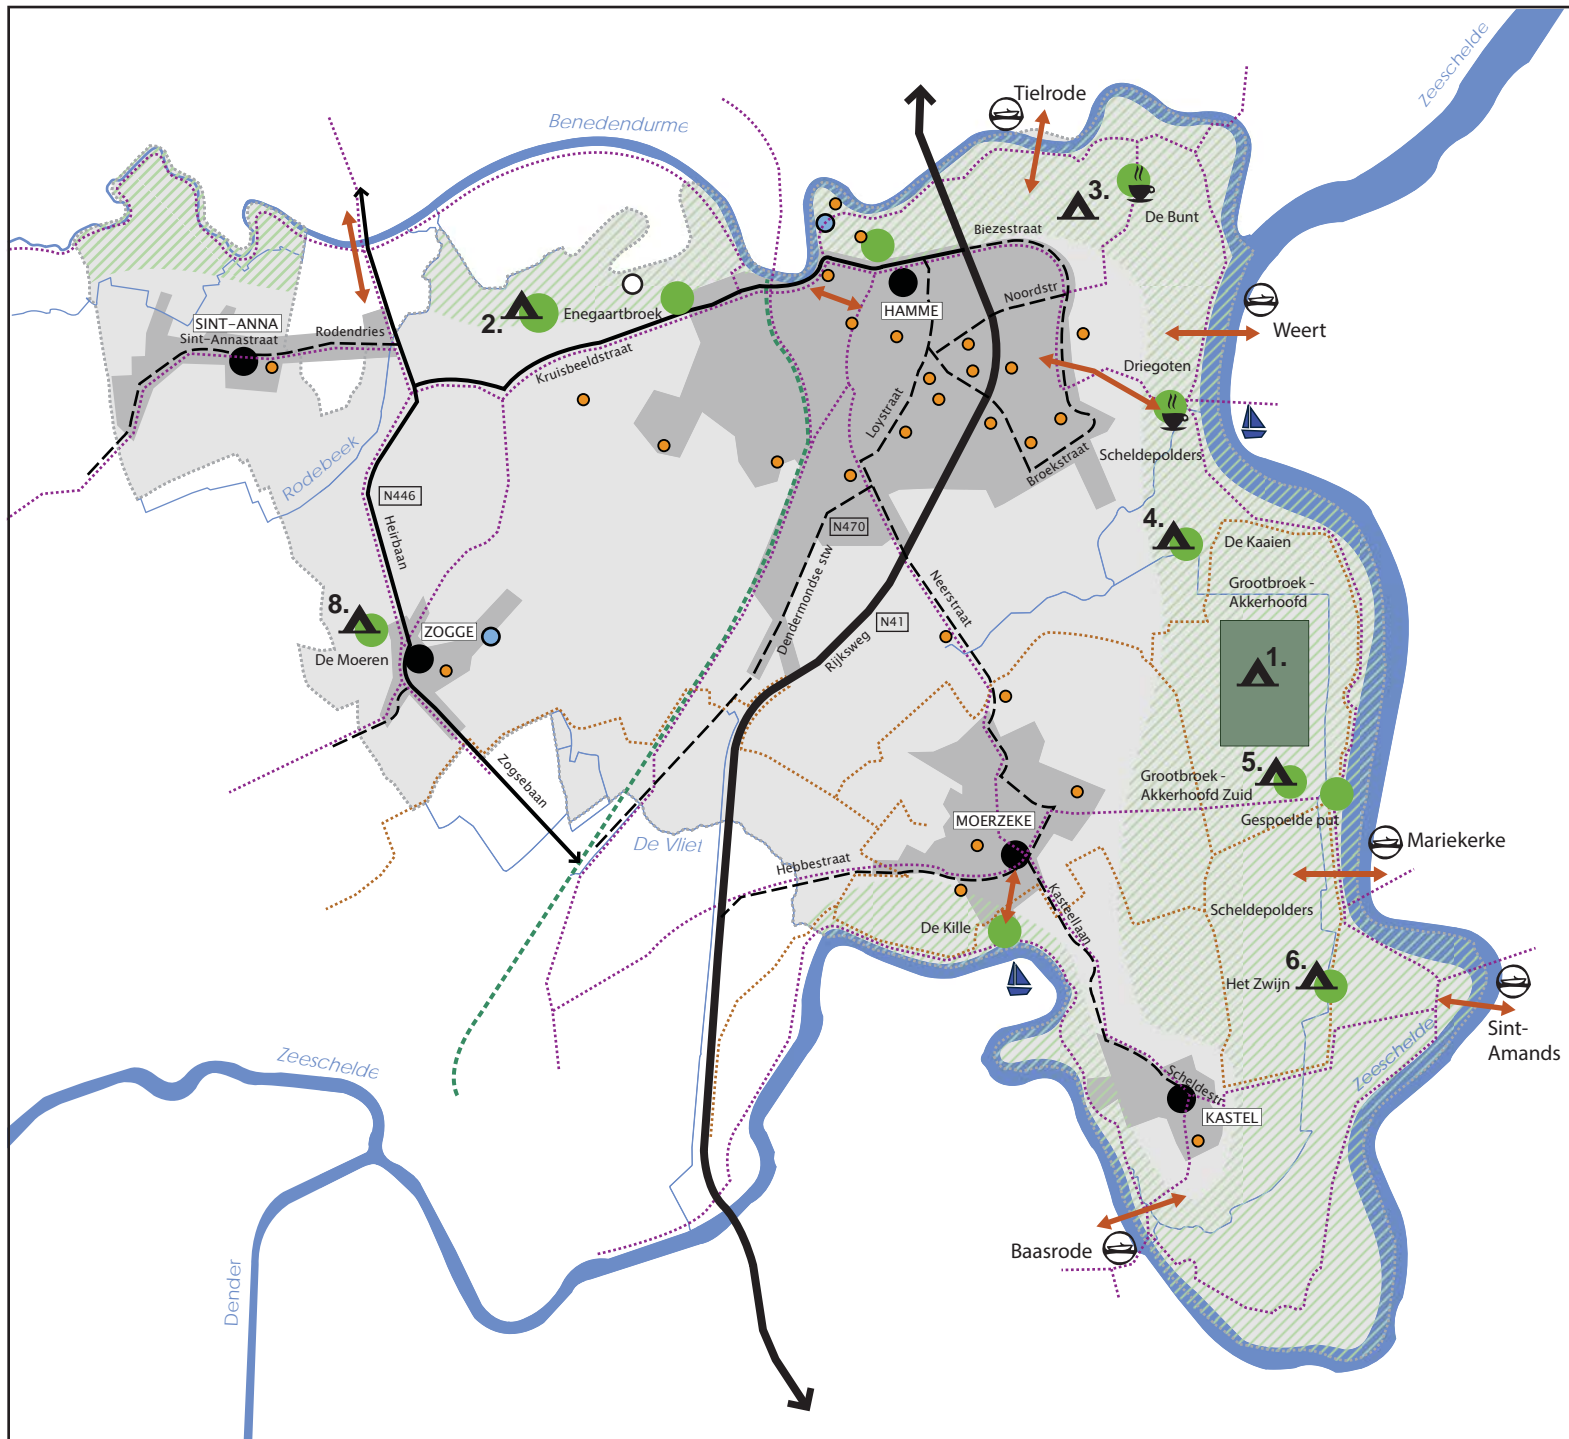 Zeeschelde
Tielrode
Benedendurme
3.
De Bunt
Biezestraat
Noordstr
HAMME
Weert
2.
Enegaartbroek
SINT-ANNA
Sint-Annastraat
Rodendries
Kruisbeeldstraat
Driegoten
Loystraat
Scheldepolders
Broekstraat
Rodebeek
N446
Heirbaan
N470
4.
De Kaaien
Dendermondse stw
Neerstraat
Grootbroek -
Akkerhoofd
8.
ZOGGE
De Moeren
N41
Rijksweg
1.
Zogsebaan
5.
Grootbroek -
Akkerhoofd Zuid
Gespoelde put
MOERZEKE
De Vliet
Hebbestraat
Mariekerke
Kasteellaan
Scheldepolders
De Kille
6.
Het Zwijn
Sint-
Amands
Zeeschelde
Zeeschelde
Scheldestr
KASTEL
Baasrode
Dender